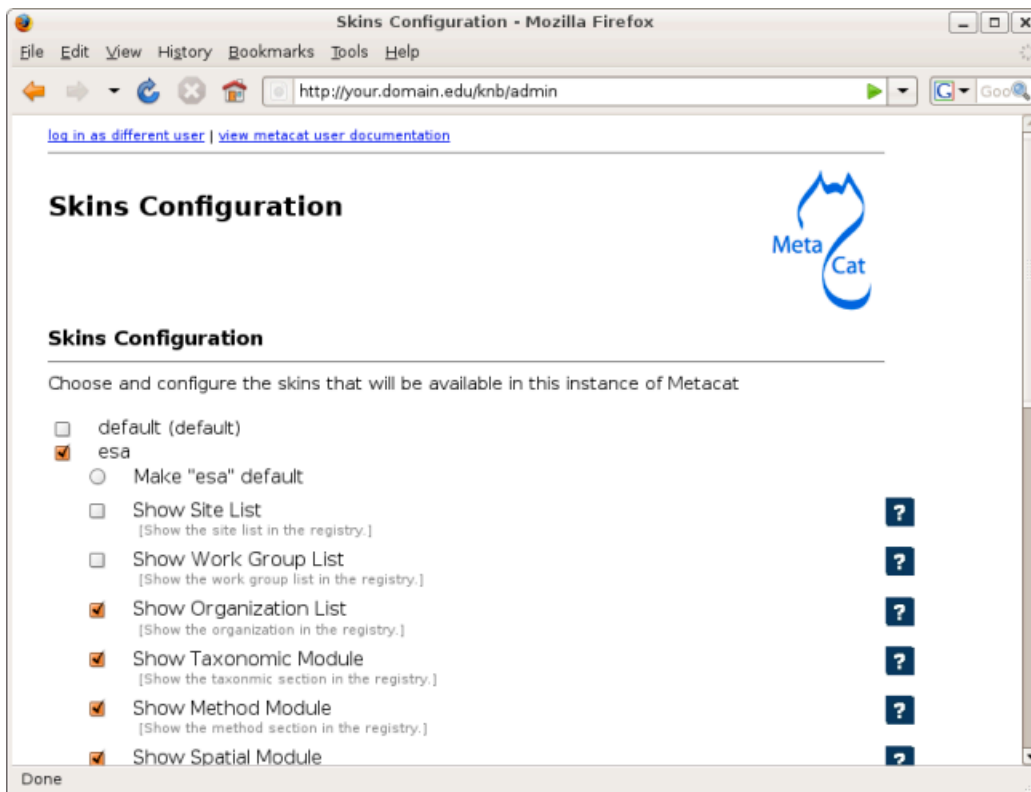 Skins Configuration - Mozilla Firefox
File Edit View History Bookmarks Tools Help
http://your.domain.edu/knb/admin
G Goo
log in as different user | view metacat user documentation
Skins Configuration
Meta
Cat
Skins Configuration
Choose and configure the skins that will be available in this instance of Metacat
default (default)
esa
Make "esa" default
Show Site List
?
[Show the site list in the registry.]
Show Work Group List
?
[Show the work group list in the registry.]
Show Organization List
?
[Show the organization in the registry.]
Show Taxonomic Module
?
[Show the taxonmic section in the registry.]
Show Method Module
?
[Show the method section in the registry.]
Show Spatial Module
?
Done